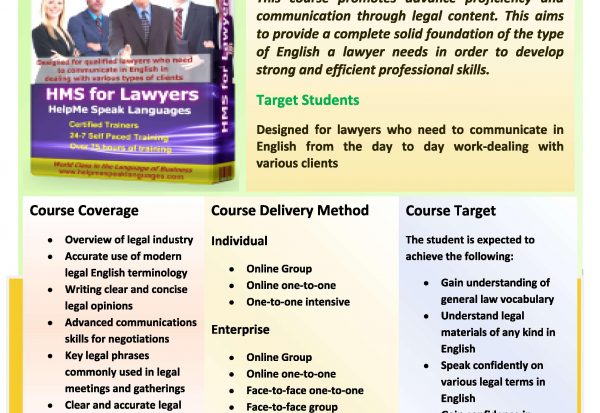 This course promotes advance proficiency and
communication through legal content. This aims
to provide a complete solid foundation of the type
of English a lawyer needs in order to develop
strong and efficient professional skills.
Target Students
Designed for lawyers who need to communicate in
English from the day to day work-dealing with
various clients
Designed for qualified lawyers who need
to communicate in English in
dealing with various types of clients
HMS for Lawyers
HelpMe Speak Languages
Certified Trainers
24-7 Self Paced Training
Over 75 hours of training
World Class in the Language of Business
www.helpmespeaklanguages.com
HMS for Lawyers
Course Coverage
• Overview of legal industry
• Accurate use of modern
legal English terminology
• Writing clear and concise
legal opinions
• Advanced communications
skills for negotiations
• Key legal phrases
commonly used in legal
meetings and gatherings
• Clear and accurate legal
Course Delivery Method
Individual
• Online Group
• Online one-to-one
• One-to-one intensive
Enterprise
• Online Group
• Online one-to-one
• Face-to-face one-to-one
• Face-to-face group
Course Target
The student is expected to
achieve the following:
• Gain understanding of
general law vocabulary
• Understand legal
materials of any kind in
English
• Speak confidently on
various legal terms in
English
• Gain confidence in